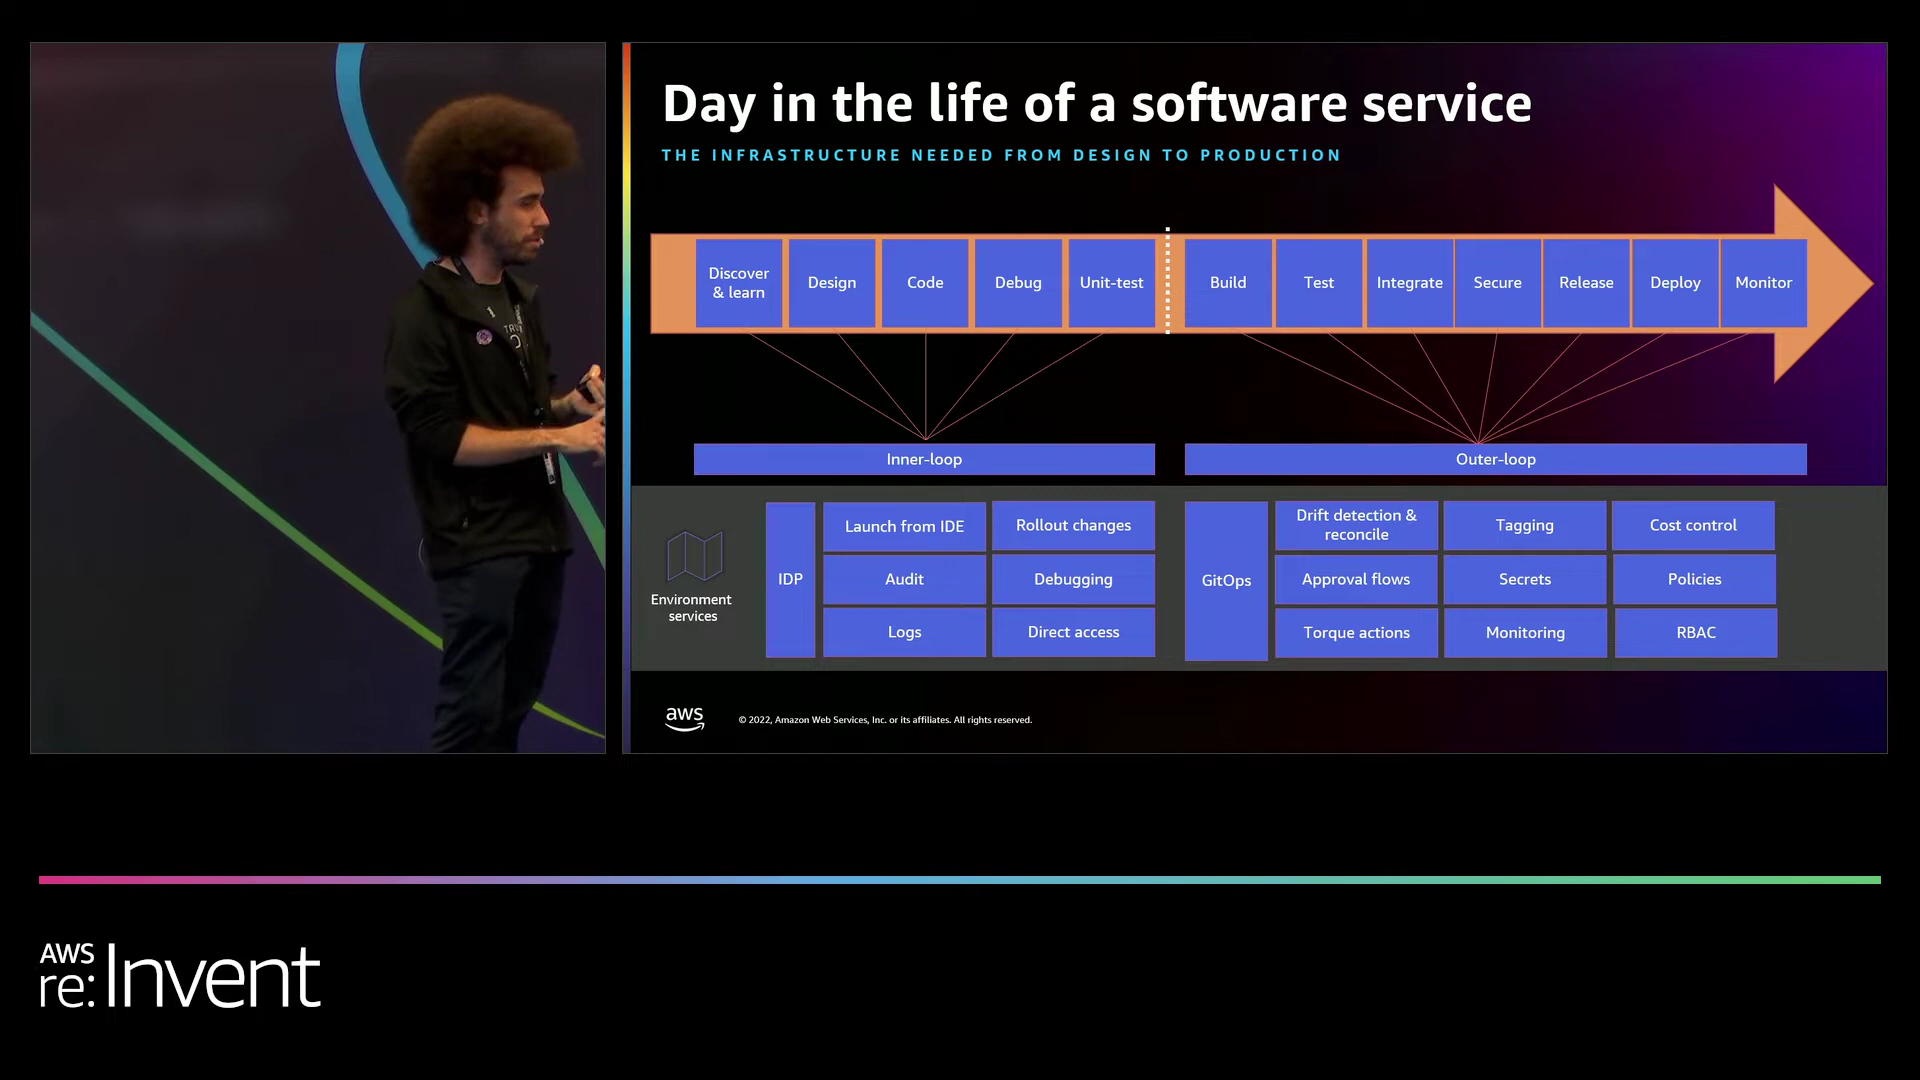 Day in the life of a software service
THE INFRASTRUCTURE NEEDED FROM DESIGN TO PRODUCTION
Discover
& learn
Design
Code
Debug
Unit-test
Build
Test
Integrate
Secure
Release
Deploy
Monitor
Inner-loop
Outer-loop
Environment
services
IDP
Launch from IDE
Rollout changes
Audit
Debugging
Logs
Direct access
GitOps
Drift detection &
reconcile
Tagging
Cost control
Approval flows
Secrets
Policies
Torque actions
Monitoring
RBAC
aws
© 2022, Amazon Web Services, Inc. or its affiliates. All rights reserved.
AWS
re:Invent